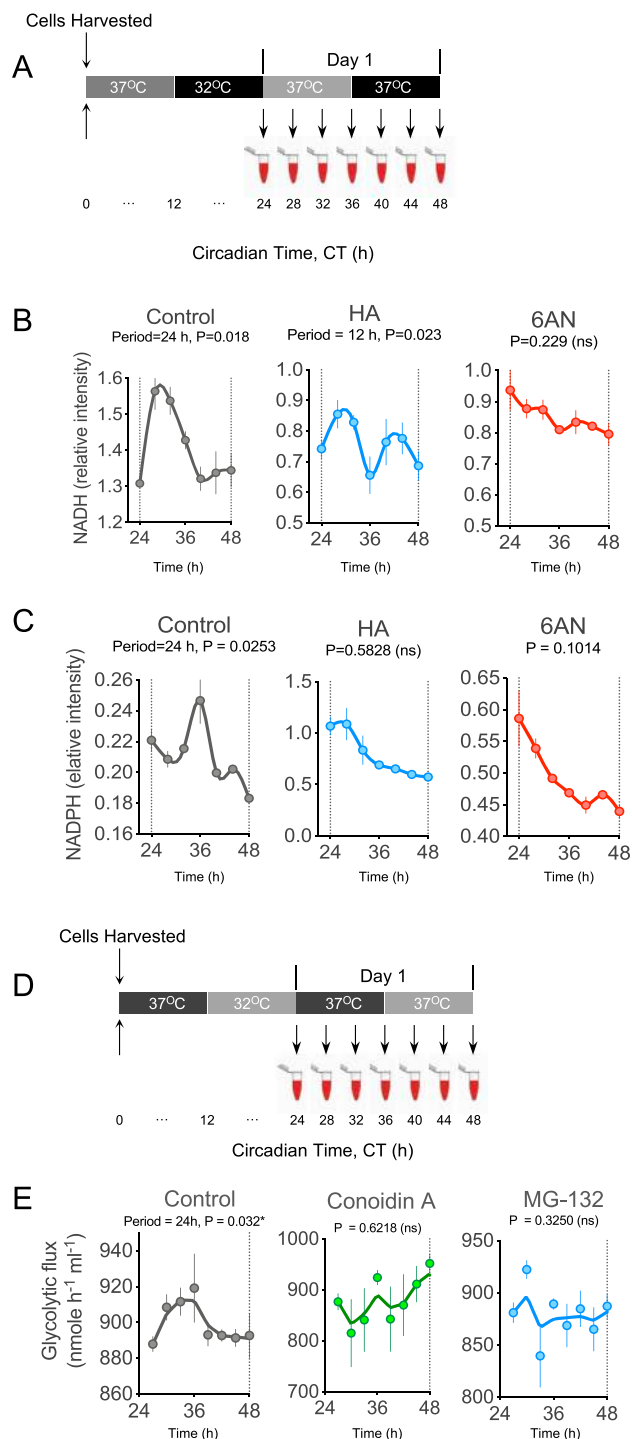 Cells Harvested
A
Day 1
37OC 32OC 37OC 37OC
0 ... 12 ... 24 28 32 36 40 44 48
Circadian Time, CT (h)
B
Control HA 6AN
Period=24 h, P=0.018 Period = 12 h, P=0.023 P=0.229 (ns)
NADH (relative intensity)
1.6 1.5 1.4 1.3 1.2
1.0 0.9 0.8 0.7 0.6 0.5
1.0 0.9 0.8 0.7 0.6 0.5
24 36 48 24 36 48 24 36 48
Time (h) Time (h) Time (h)
C
Control HA 6AN
Period=24 h, P = 0.0253 P=0.5828 (ns) P = 0.1014
NADPH (elative intensity)
0.26 0.24 0.22 0.20 0.18 0.16
1.5 1.0 0.5 0.0
0.65 0.60 0.55 0.50 0.45 0.40
24 36 48 24 36 48 24 36 48
Time (h) Time (h) Time (h)
Cells Harvested
D
Day 1
37OC 32OC 37OC 37OC
0 ... 12 ... 24 28 32 36 40 44 48
Circadian Time, CT (h)
E
Control Conoidin A MG-132
Period = 24h, P = 0.032* P = 0.6218 (ns) P = 0.3250 (ns)
Glycolytic flux
(nmole h-1 ml-1)
940 920 900 880 860
1000 900 800 700
950 900 850 800
24 36 48 24 36 48 24 36 48
Time (h) Time (h) Time (h)